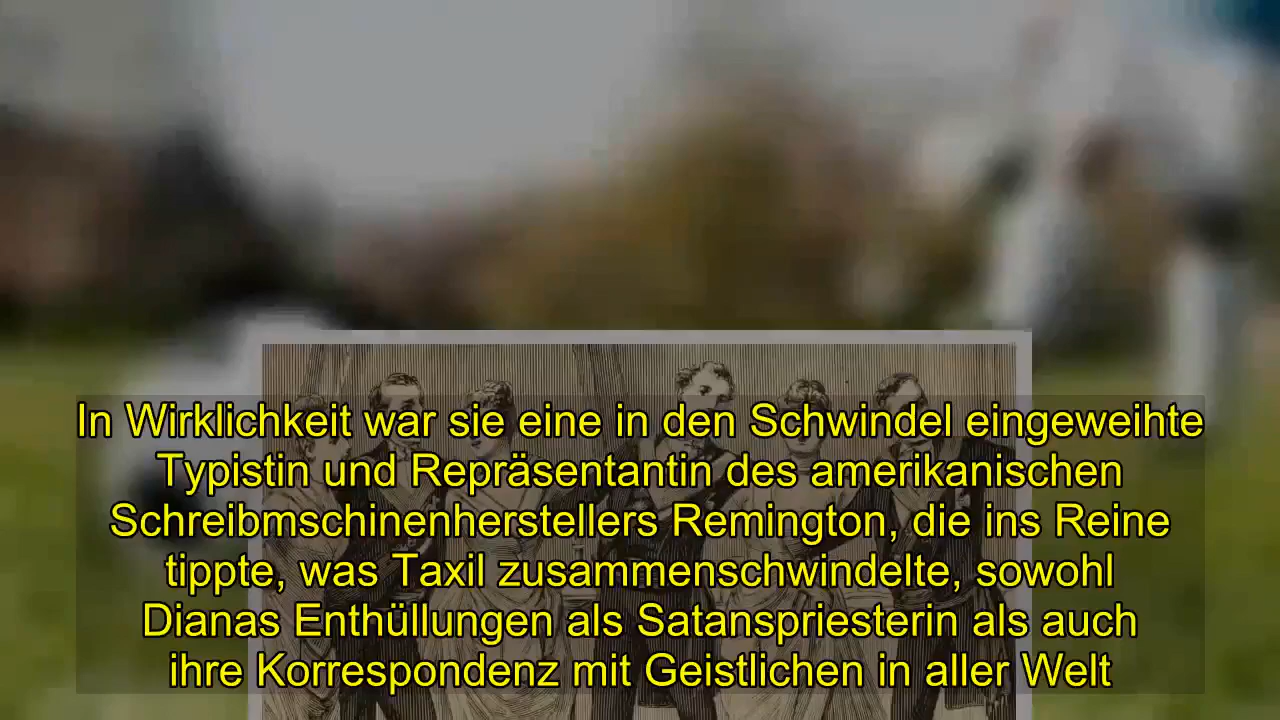 In Wirklichkeit war sie eine in den Schwindel eingeweihte
Typistin und Repräsentantin des amerikanischen
Schreibmschinenherstellers Remington, die ins Reine
tippte, was Taxil zusammenschwindelte, sowohl
Dianas Enthüllungen als Satanspriesterin als auch
ihre Korrespondenz mit Geistlichen in aller Welt